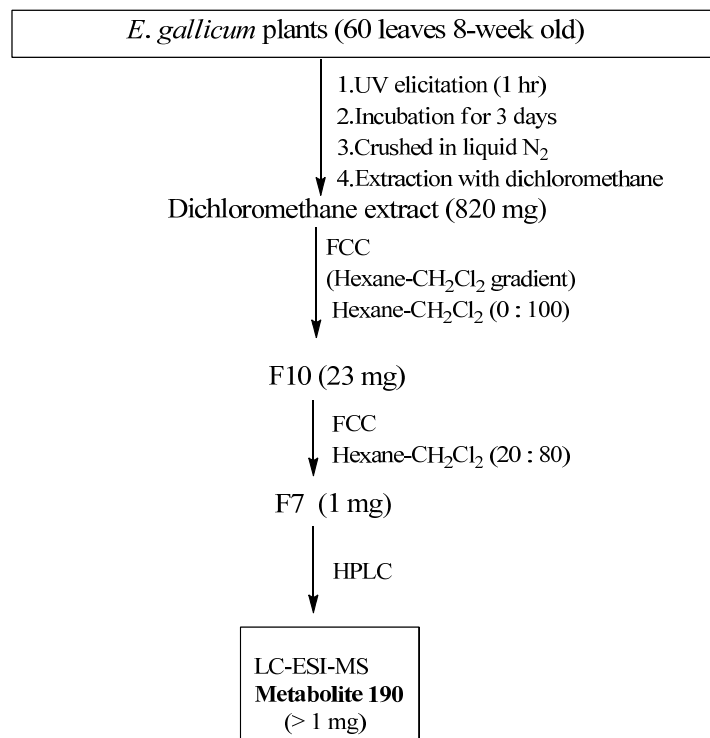 E. gallicum plants (60 leaves 8-week old)
1.UV elicitation (1 hr)
2.Incubation for 3 days
3.Crushed in liquid N₂
4.Extraction with dichloromethane
Dichloromethane extract (820 mg)
FCC
(Hexane-CH₂Cl₂ gradient)
Hexane-CH₂Cl₂ (0 : 100)
F10 (23 mg)
FCC
Hexane-CH₂Cl₂ (20 : 80)
F7 (1 mg)
HPLC
LC-ESI-MS
Metabolite 190
(> 1 mg)